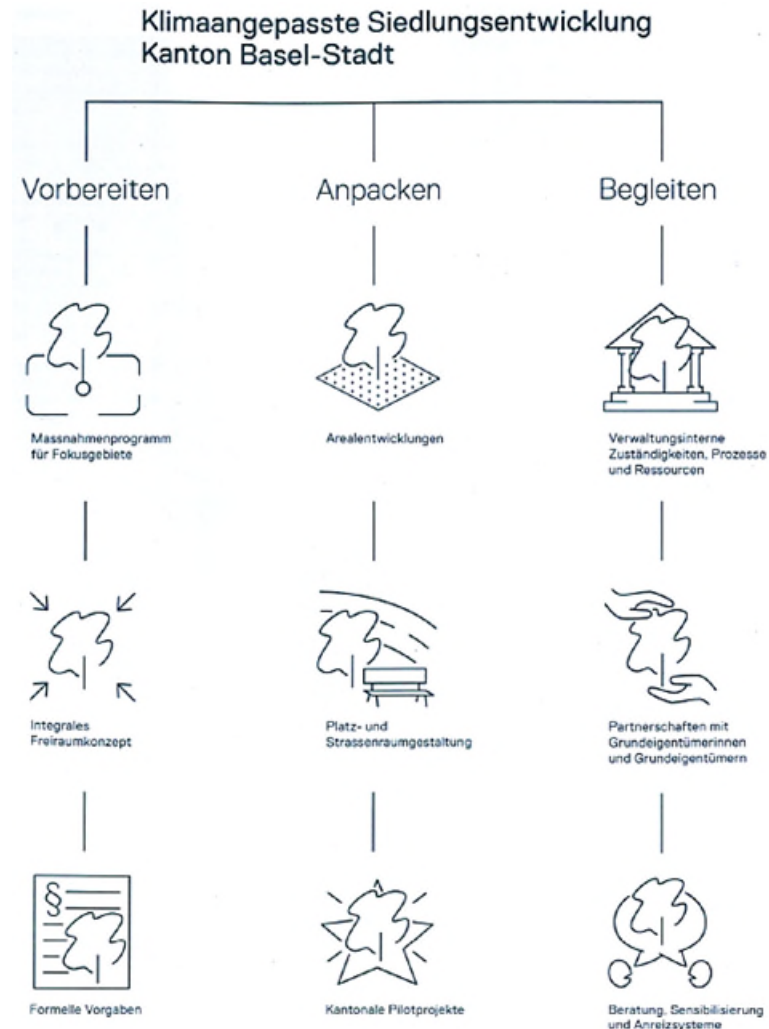 Klimaangepasste Siedlungsentwicklung
Kanton Basel-Stadt
Vorbereiten
Anpacken
Begleiten
Massnahmenprogramm
für Fokusgebiete
Arealentwicklungen
Verwaltungsinterne
Zuständigkeiten, Prozesse
und Ressourcen
Integrales
Freiraumkonzept
Platz- und
Strassenraumgestaltung
Partnerschaften mit
Grundeigentümerinnen
und Grundeigentümern
§
Formelle Vorgaben
Kantonale Pilotprojekte
Beratung, Sensibilisierung
und Anreizsysteme